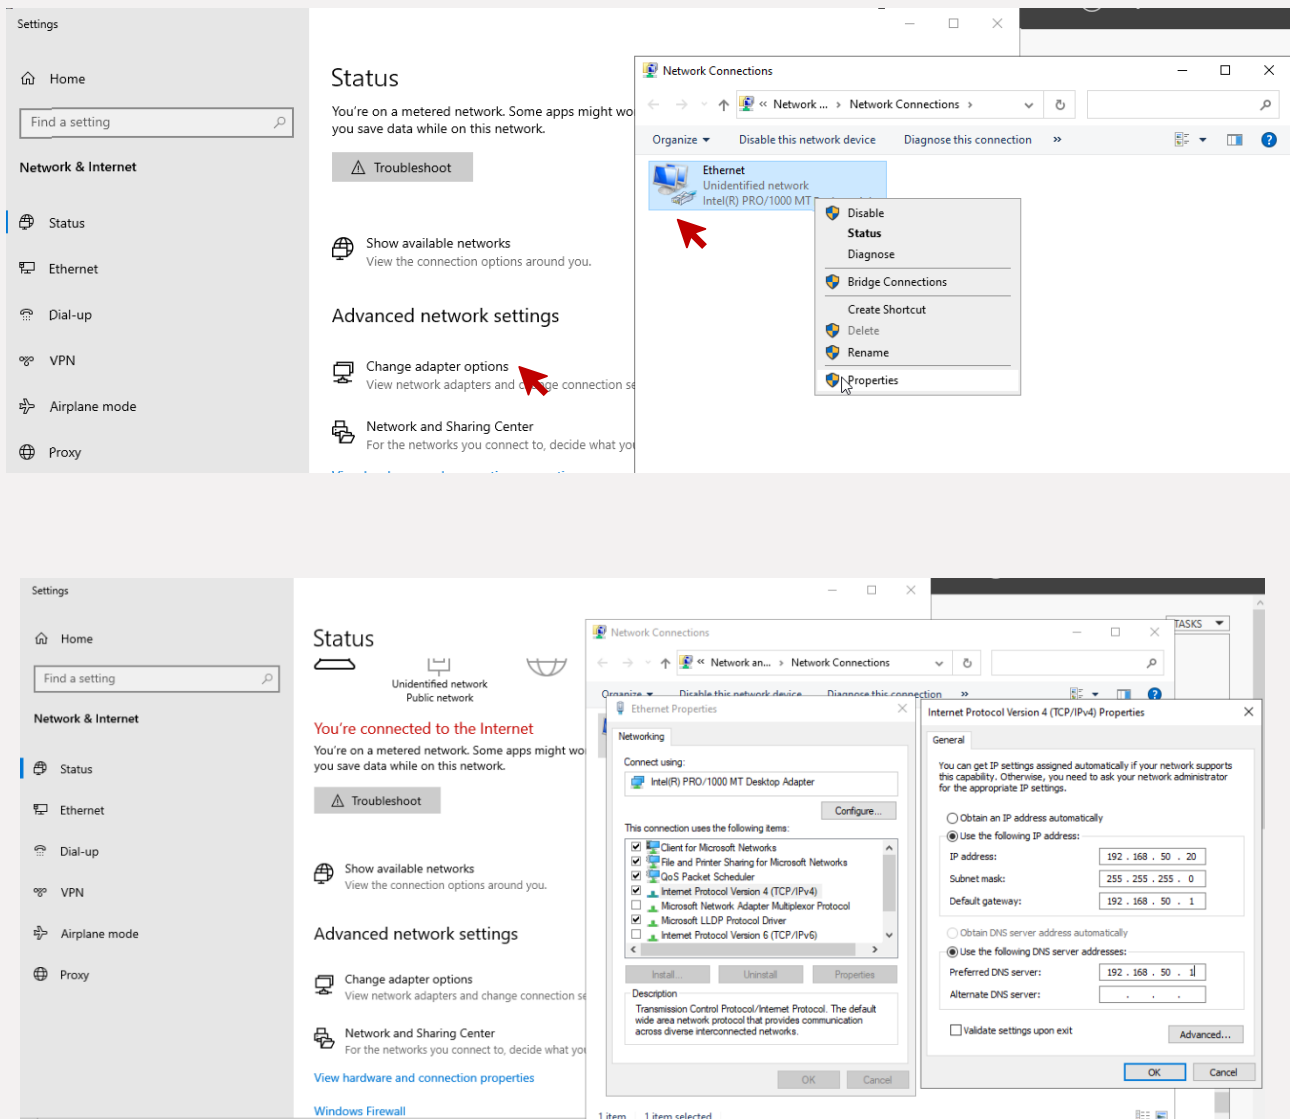 Settings
Home
Find a setting
Network & Internet
Status
Ethernet
Dial-up
VPN
Airplane mode
Proxy
Status
You're on a metered network. Some apps might wo
you save data while on this network.
Troubleshoot
Show available networks
View the connection options around you.
Advanced network settings
Change adapter options
View network adapters and change connection se
Network and Sharing Center
For the networks you connect to, decide what you
Network Connections
« Network ... › Network Connections ›
Organize Disable this network device Diagnose this connection »
Ethernet
Unidentified network
Intel(R) PRO/1000 MT
Disable
Status
Diagnose
Bridge Connections
Create Shortcut
Delete
Rename
Properties
Settings
Home
Find a setting
Network & Internet
Status
Ethernet
Dial-up
VPN
Airplane mode
Proxy
Status
Unidentified network
Public network
You're connected to the Internet
You're on a metered network. Some apps might wo
you save data while on this network.
Troubleshoot
Show available networks
View the connection options around you.
Advanced network settings
Change adapter options
View network adapters and change connection se
Network and Sharing Center
For the networks you connect to, decide what you
View hardware and connection properties
Windows Firewall
TASKS
Network Connections
« Network an... › Network Connections
Organize Disable this network device Diagnose this connection »
1 item 1 item selected
Ethernet Properties
Networking
Connect using:
Intel(R) PRO/1000 MT Desktop Adapter
Configure...
This connection uses the following items:
Client for Microsoft Networks
File and Printer Sharing for Microsoft Networks
QoS Packet Scheduler
Internet Protocol Version 4 (TCP/IPv4)
Microsoft Network Adapter Multiplexor Protocol
Microsoft LLDP Protocol Driver
Internet Protocol Version 6 (TCP/IPv6)
Install... Uninstall Properties
Description
Transmission Control Protocol/Internet Protocol. The default
wide area network protocol that provides communication
across diverse interconnected networks.
OK Cancel
Internet Protocol Version 4 (TCP/IPv4) Properties
General
You can get IP settings assigned automatically if your network supports
this capability. Otherwise, you need to ask your network administrator
for the appropriate IP settings.
Obtain an IP address automatically
Use the following IP address:
IP address: 192 . 168 . 50 . 20
Subnet mask: 255 . 255 . 255 . 0
Default gateway: 192 . 168 . 50 . 1
Obtain DNS server address automatically
Use the following DNS server addresses:
Preferred DNS server: 192 . 168 . 50 . 1
Alternate DNS server: . . .
Validate settings upon exit
Advanced...
OK Cancel